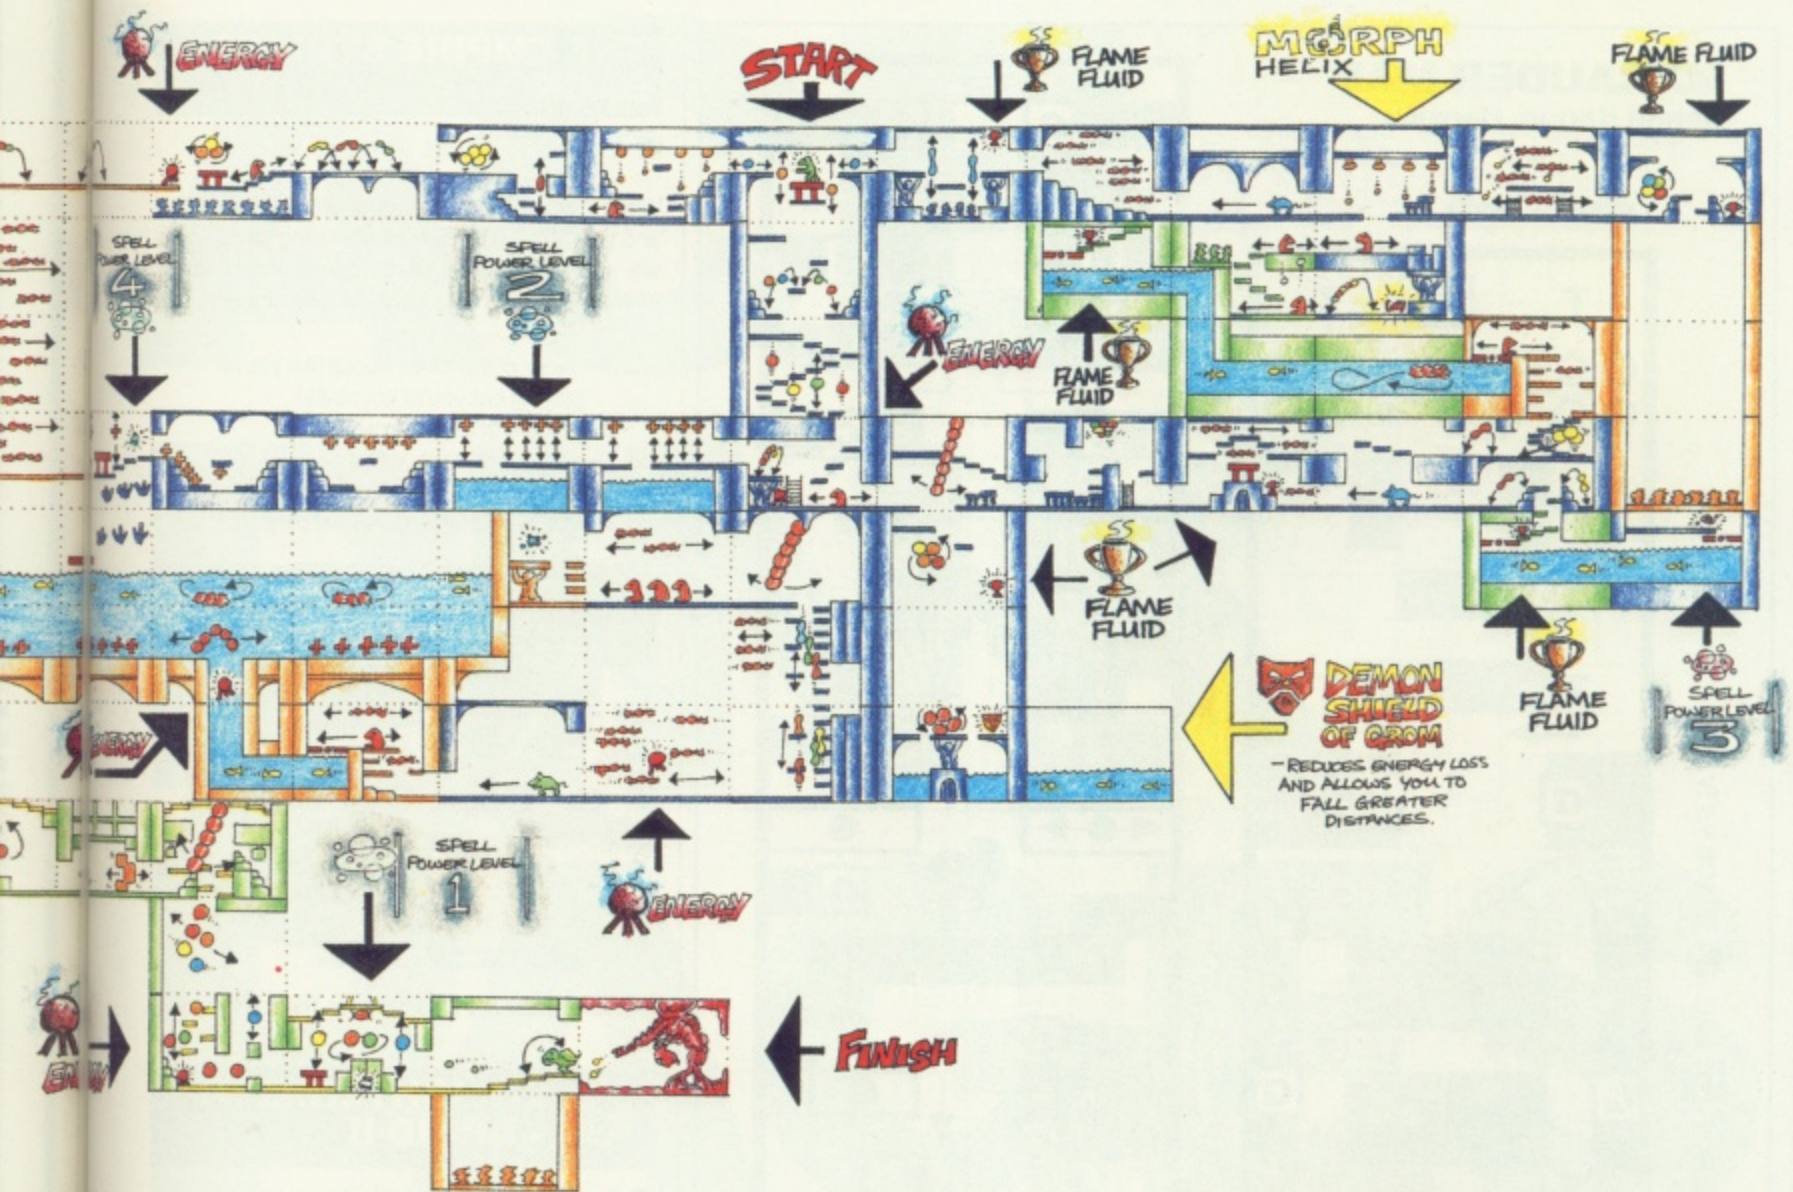 ENERGY
START
FLAME
FLUID
MORPH
HELIX
FLAME FLUID
SPELL
POWER LEVEL
4
SPELL
POWER LEVEL
2
ENERGY
FLAME
FLUID
FLAME
FLUID
ENERGY
DEMON
SHIELD
OF GROM
- REDUCES ENERGY LOSS
AND ALLOWS YOU TO
FALL GREATER
DISTANCES.
FLAME
FLUID
SPELL
POWER LEVEL
3
SPELL
POWER LEVEL
1
ENERGY
FINISH